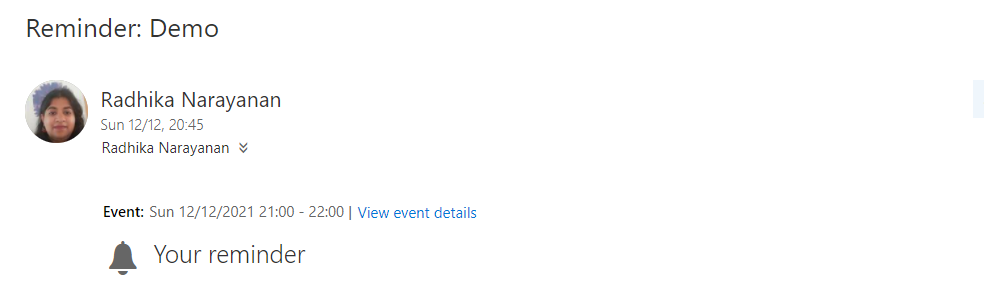 Reminder: Demo
Radhika Narayanan
Sun 12/12, 20:45
Radhika Narayanan
Event: Sun 12/12/2021 21:00 - 22:00 | View event details
Your reminder